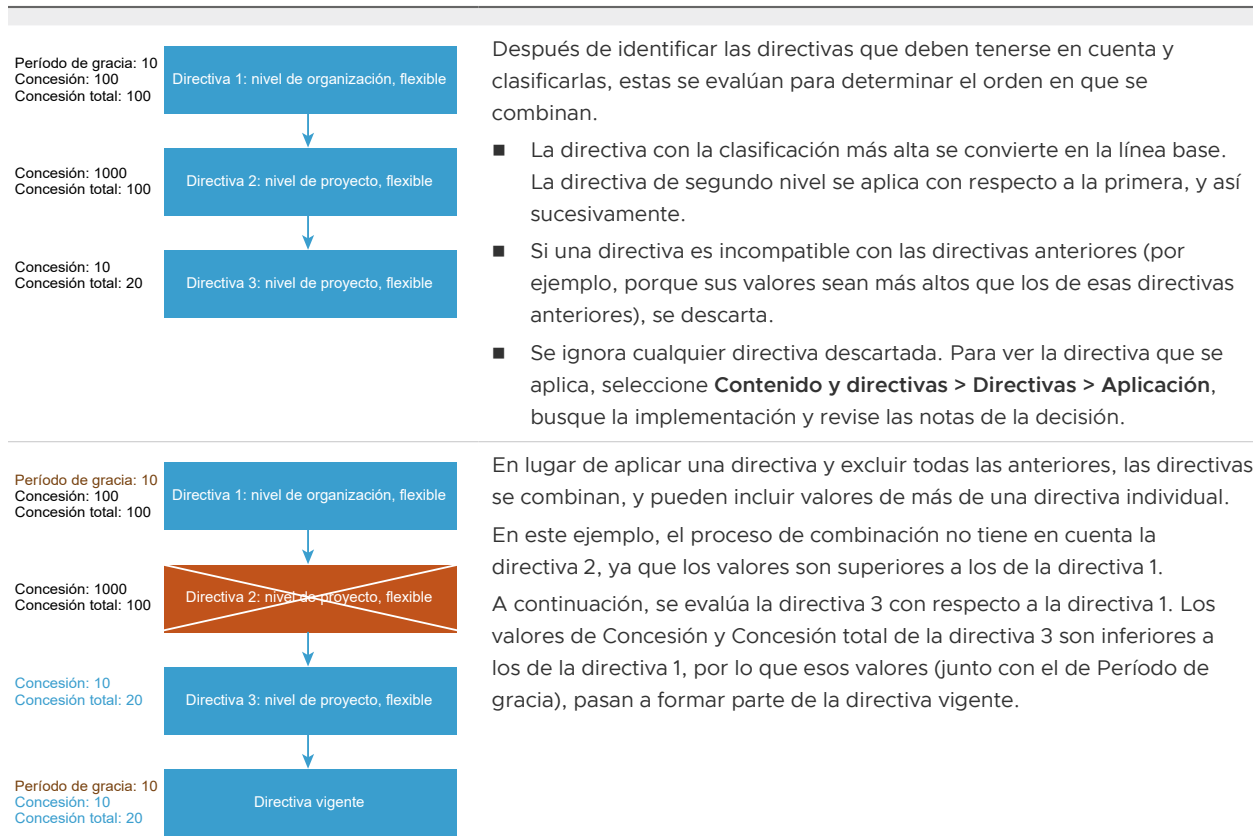 Período de gracia: 10
Concesión: 100
Concesión total: 100
Directiva 1: nivel de organización, flexible
Concesión: 1000
Concesión total: 100
Directiva 2: nivel de proyecto, flexible
Concesión: 10
Concesión total: 20
Directiva 3: nivel de proyecto, flexible
Después de identificar las directivas que deben tenerse en cuenta y
clasificarlas, estas se evalúan para determinar el orden en que se
combinan.
■ La directiva con la clasificación más alta se convierte en la línea base.
La directiva de segundo nivel se aplica con respecto a la primera, y así
sucesivamente.
■ Si una directiva es incompatible con las directivas anteriores (por
ejemplo, porque sus valores sean más altos que los de esas directivas
anteriores), se descarta.
■ Se ignora cualquier directiva descartada. Para ver la directiva que se
aplica, seleccione Contenido y directivas > Directivas > Aplicación,
busque la implementación y revise las notas de la decisión.
Período de gracia: 10
Concesión: 100
Concesión total: 100
Directiva 1: nivel de organización, flexible
Concesión: 1000
Concesión total: 100
Directiva 2: nivel de proyecto, flexible
Concesión: 10
Concesión total: 20
Directiva 3: nivel de proyecto, flexible
Período de gracia: 10
Concesión: 10
Concesión total: 20
Directiva vigente
En lugar de aplicar una directiva y excluir todas las anteriores, las directivas
se combinan, y pueden incluir valores de más de una directiva individual.
En este ejemplo, el proceso de combinación no tiene en cuenta la
directiva 2, ya que los valores son superiores a los de la directiva 1.
A continuación, se evalúa la directiva 3 con respecto a la directiva 1. Los
valores de Concesión y Concesión total de la directiva 3 son inferiores a
los de la directiva 1, por lo que esos valores (junto con el de Período de
gracia), pasan a formar parte de la directiva vigente.